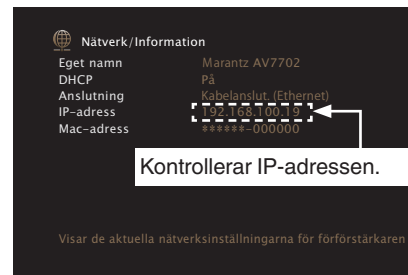 Nätverk/Information
Eget namn Marantz AV7702
DHCP På
Anslutning Kabelanslut. (Ethernet)
IP-adress 192.168.100.19
Mac-adress ******-000000
Kontrollerar IP-adressen.
Visar de aktuella nätverksinställningarna för förförstärkaren